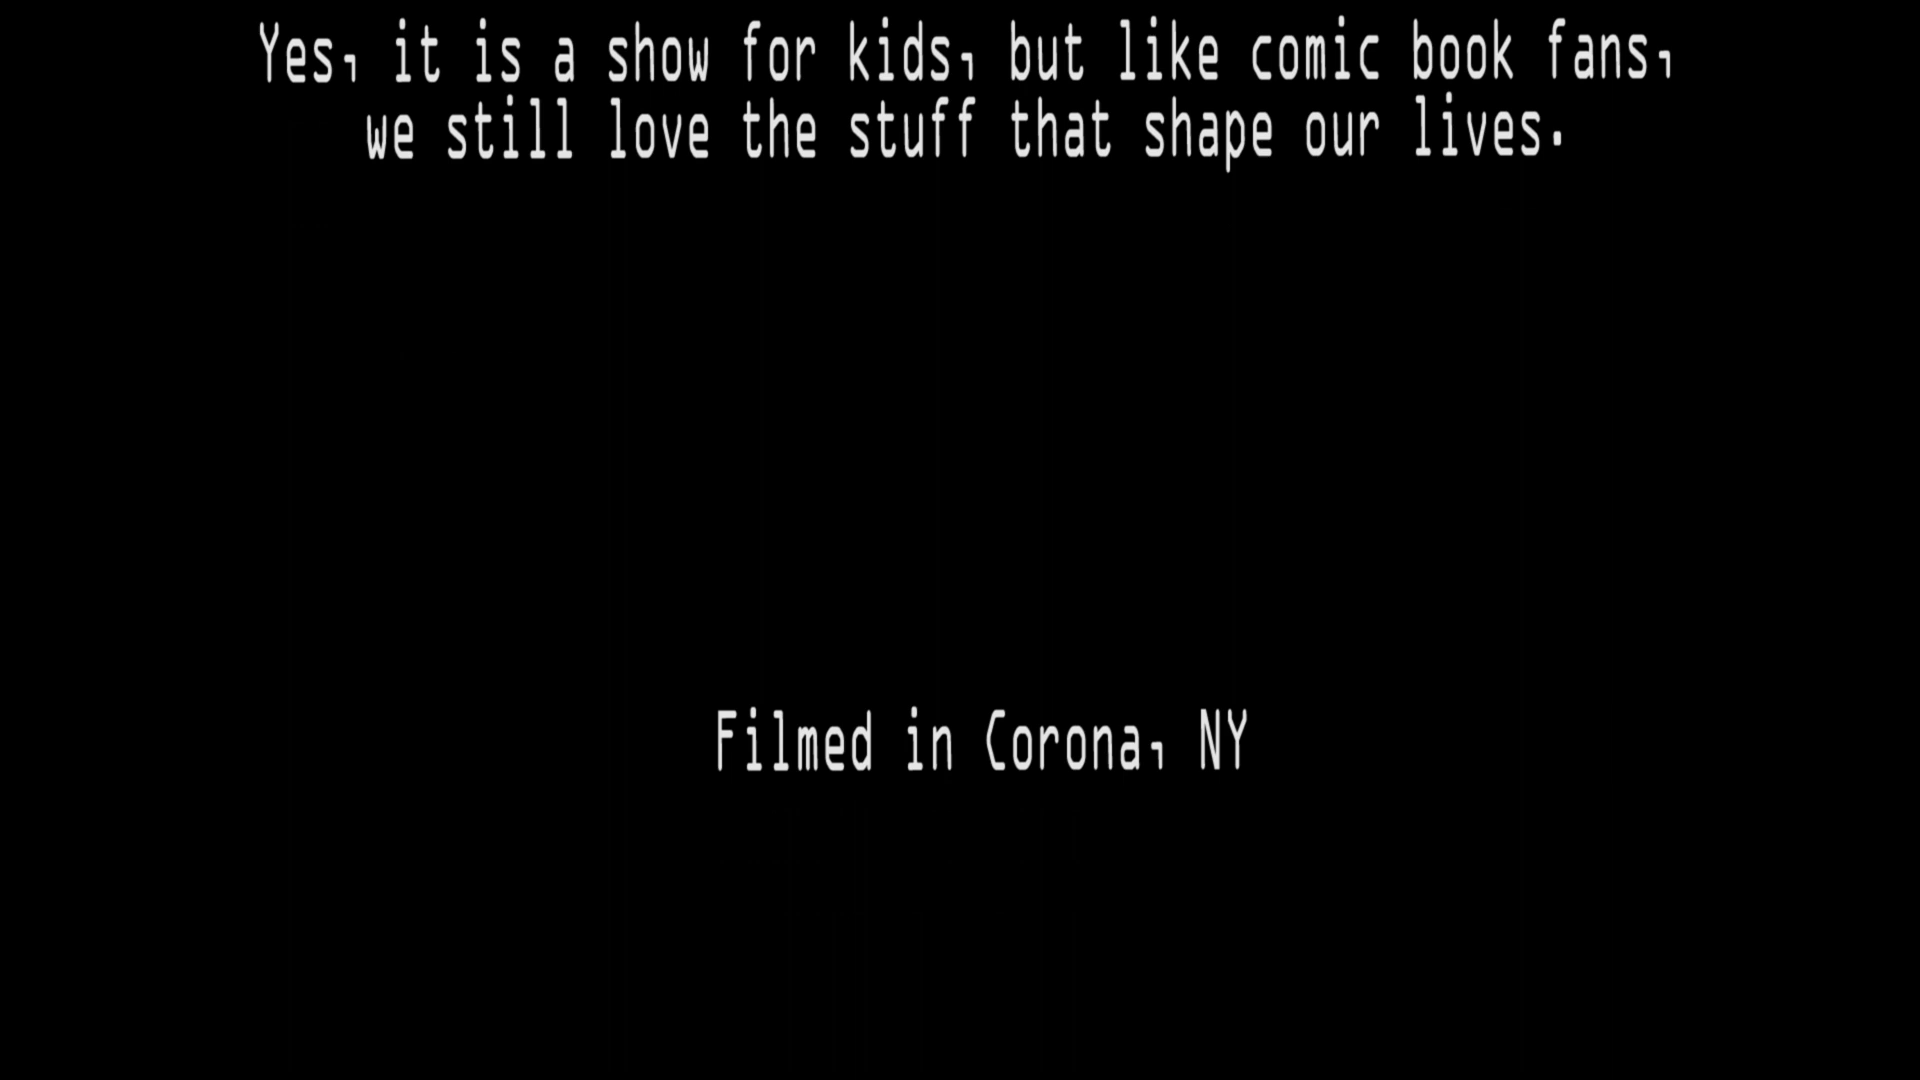 Yes, it is a show for kids, but like comic book fans,
we still love the stuff that shape our lives.
Filmed in Corona, NY